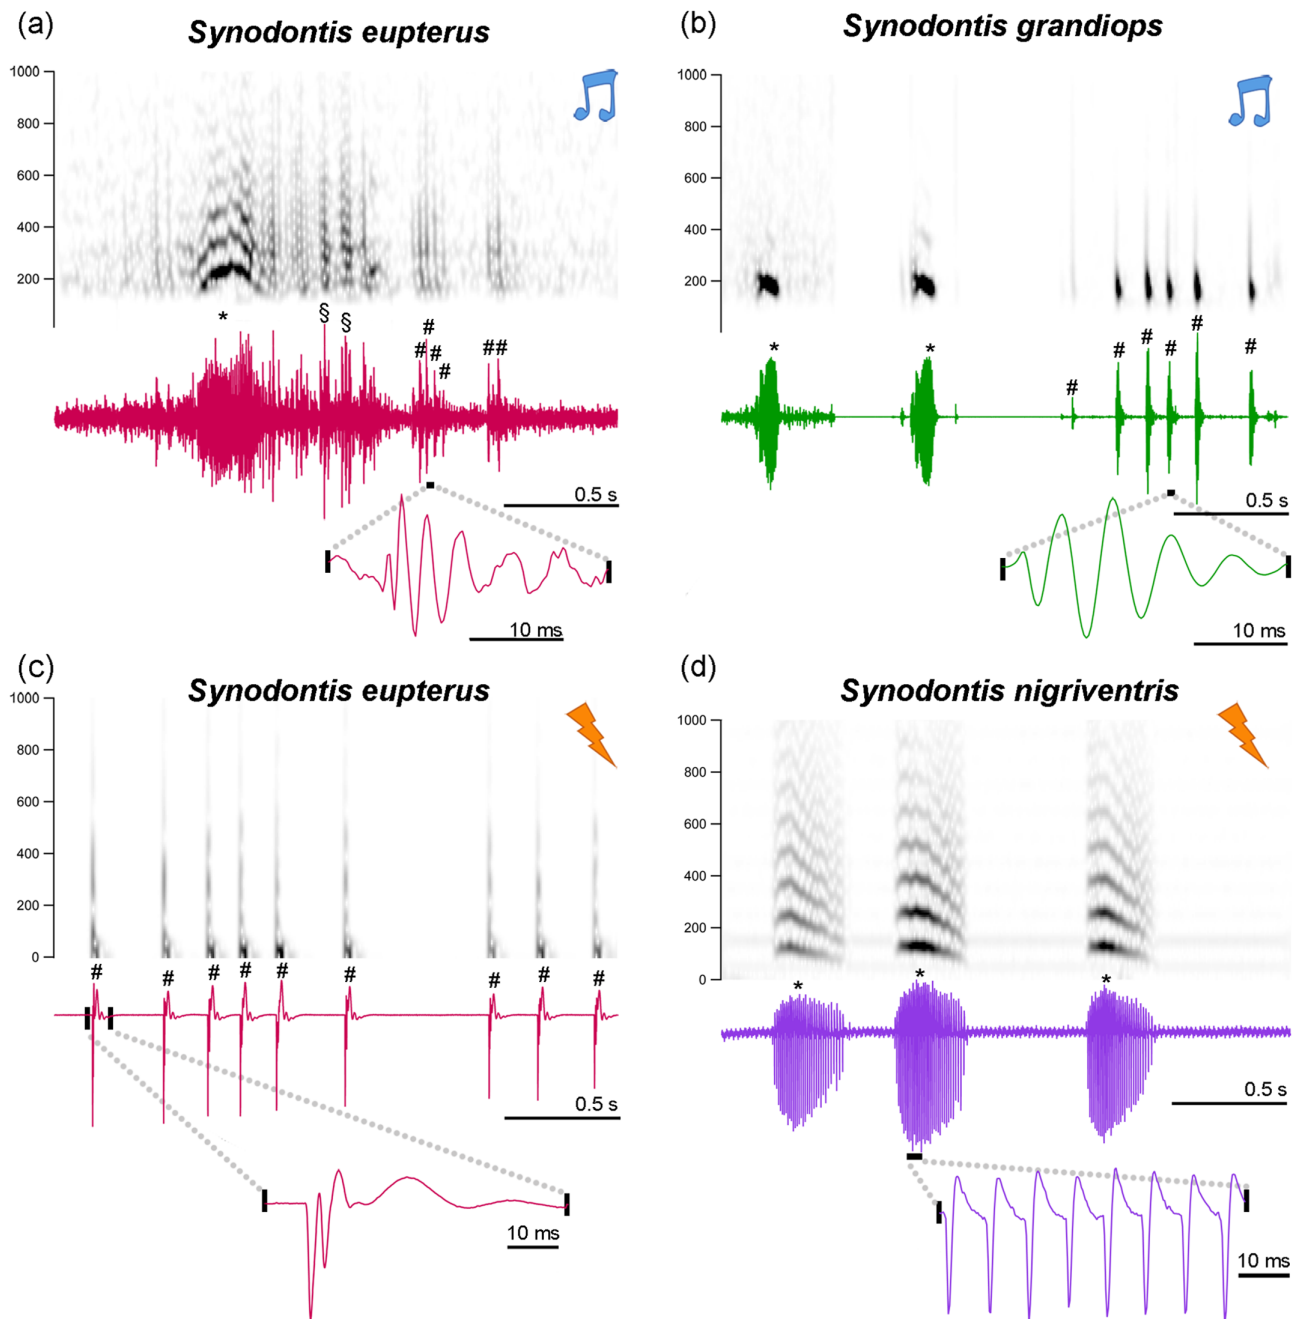 (a)
Synodontis eupterus
1000
800
600
400
200
* § § # # # # ##
0.5 s
10 ms
(b)
Synodontis grandiops
1000
800
600
400
200
* * # # # # # #
0.5 s
10 ms
(c)
Synodontis eupterus
1000
800
600
400
200
0
# # # # # # # # #
0.5 s
10 ms
(d)
Synodontis nigriventris
1000
800
600
400
200
0
* * *
0.5 s
10 ms